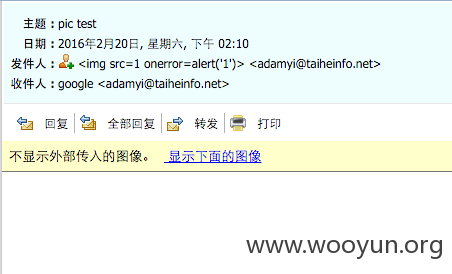 主题：pic test
日期：2016年2月20日, 星期六, 下午 02:10
发件人： <img src=1 onerror=alert('1')> <adamyi@taiheinfo.net>
收件人：google <adamyi@taiheinfo.net>
回复 全部回复 转发 打印
不显示外部传入的图像。 显示下面的图像
www.wooyun.org